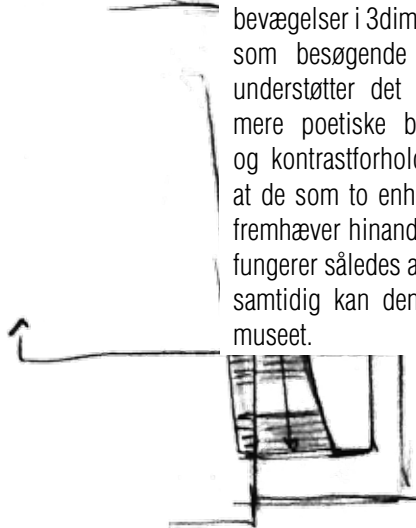 bevægelser i 3dim
som besøgende
understøtter det
mere poetiske b
og kontrastforhold
at de som to enh
fremhæver hinand
fungerer således a
samtidig kan den
museet.